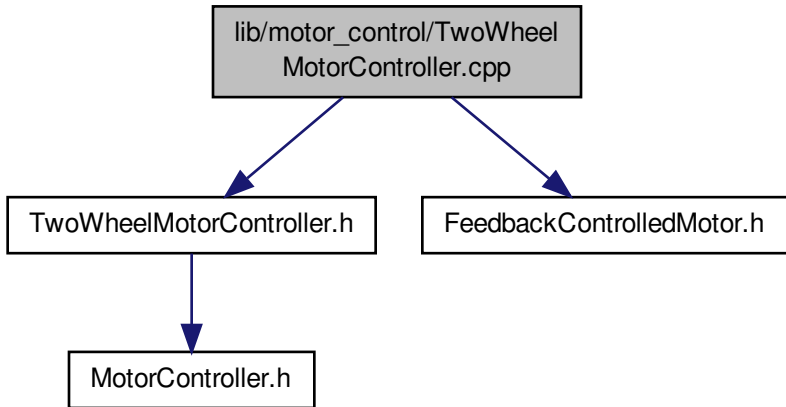 lib/motor_control/TwoWheel
MotorController.cpp
TwoWheelMotorController.h
FeedbackControlledMotor.h
MotorController.h